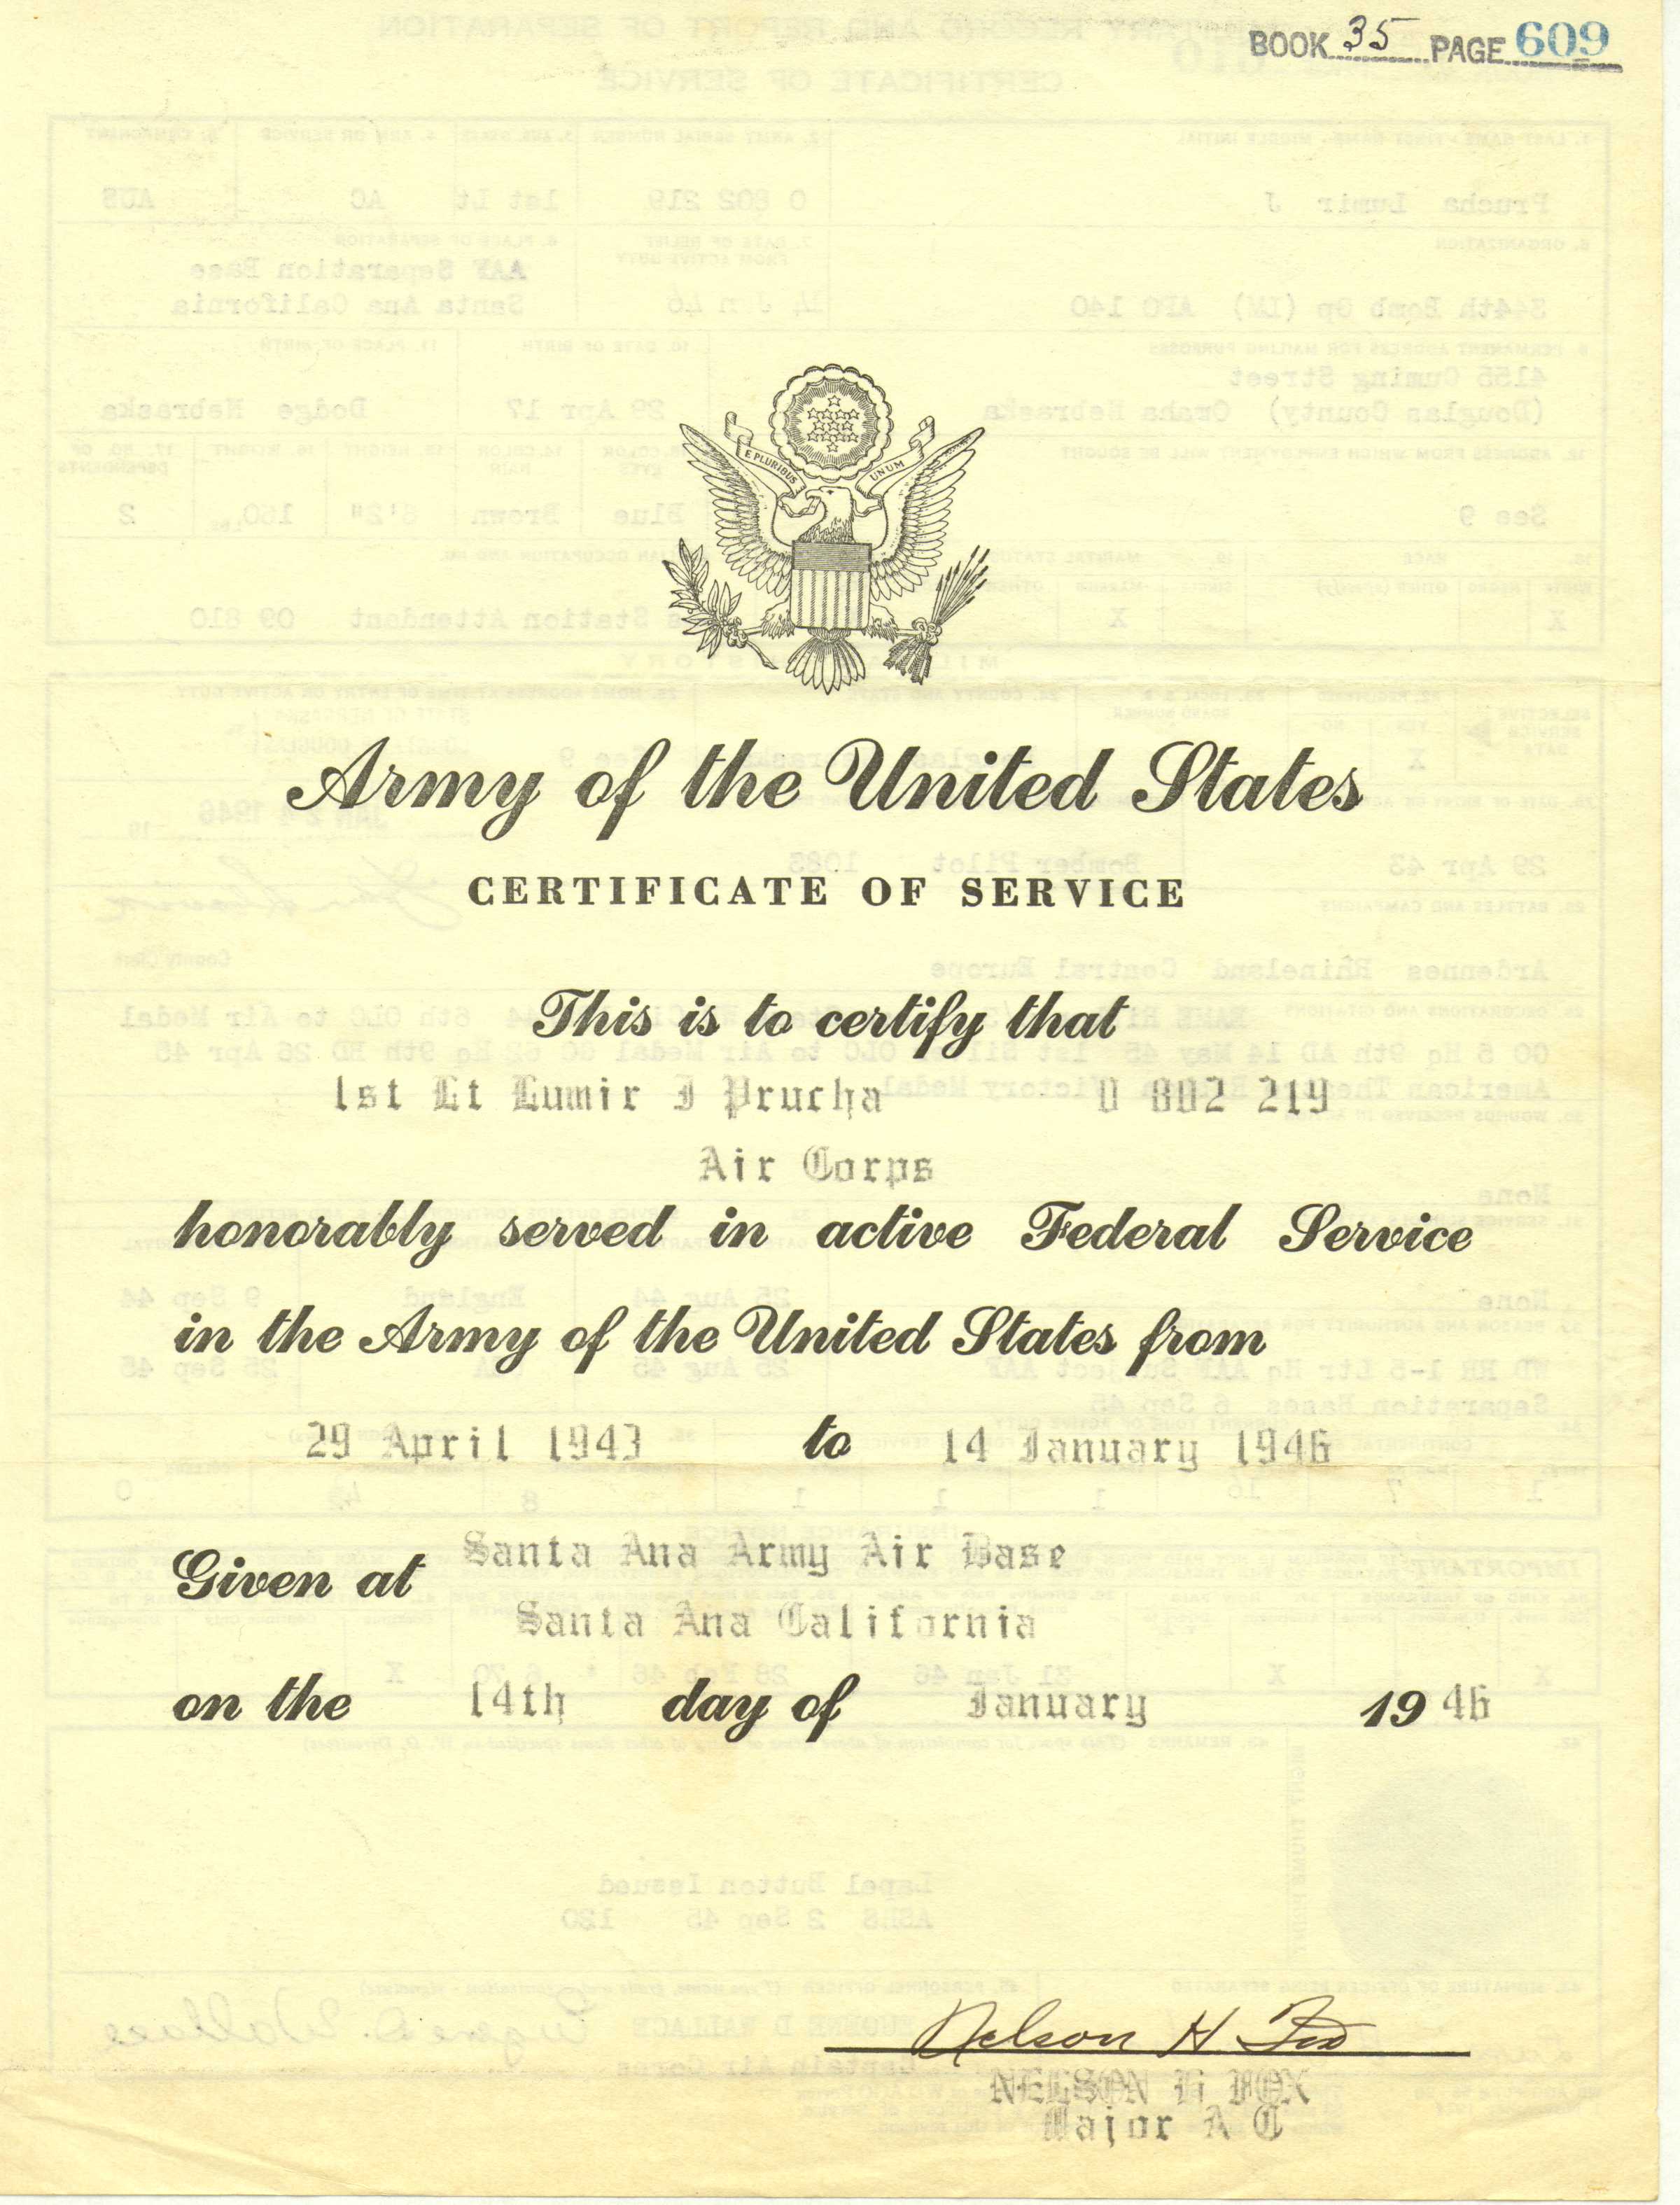 BOOK 35 PAGE 609
E PLURIBUS UNUM
Army of the United States
CERTIFICATE OF SERVICE
This is to certify that
1st Lt Lumir J Prucha O 802 219
Air Corps
honorably served in active Federal Service
in the Army of the United States from
29 April 1943 to 14 January 1946
Given at Santa Ana Army Air Base
Santa Ana California
on the 14th day of January 1946
Nelson H. Fox
NELSON H FOX
Major A C